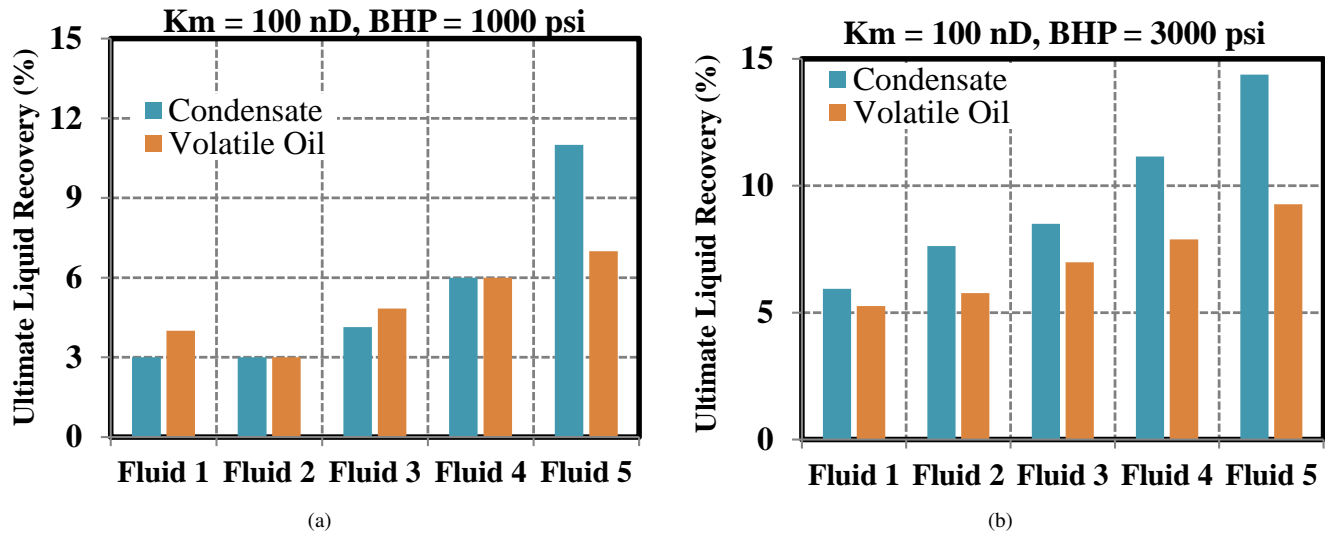 Km = 100 nD, BHP = 1000 psi
Ultimate Liquid Recovery (%)
15
12
9
6
3
0
Condensate
Volatile Oil
Fluid 1 Fluid 2 Fluid 3 Fluid 4 Fluid 5
(a)
Km = 100 nD, BHP = 3000 psi
Ultimate Liquid Recovery (%)
15
10
5
0
Condensate
Volatile Oil
Fluid 1 Fluid 2 Fluid 3 Fluid 4 Fluid 5
(b)